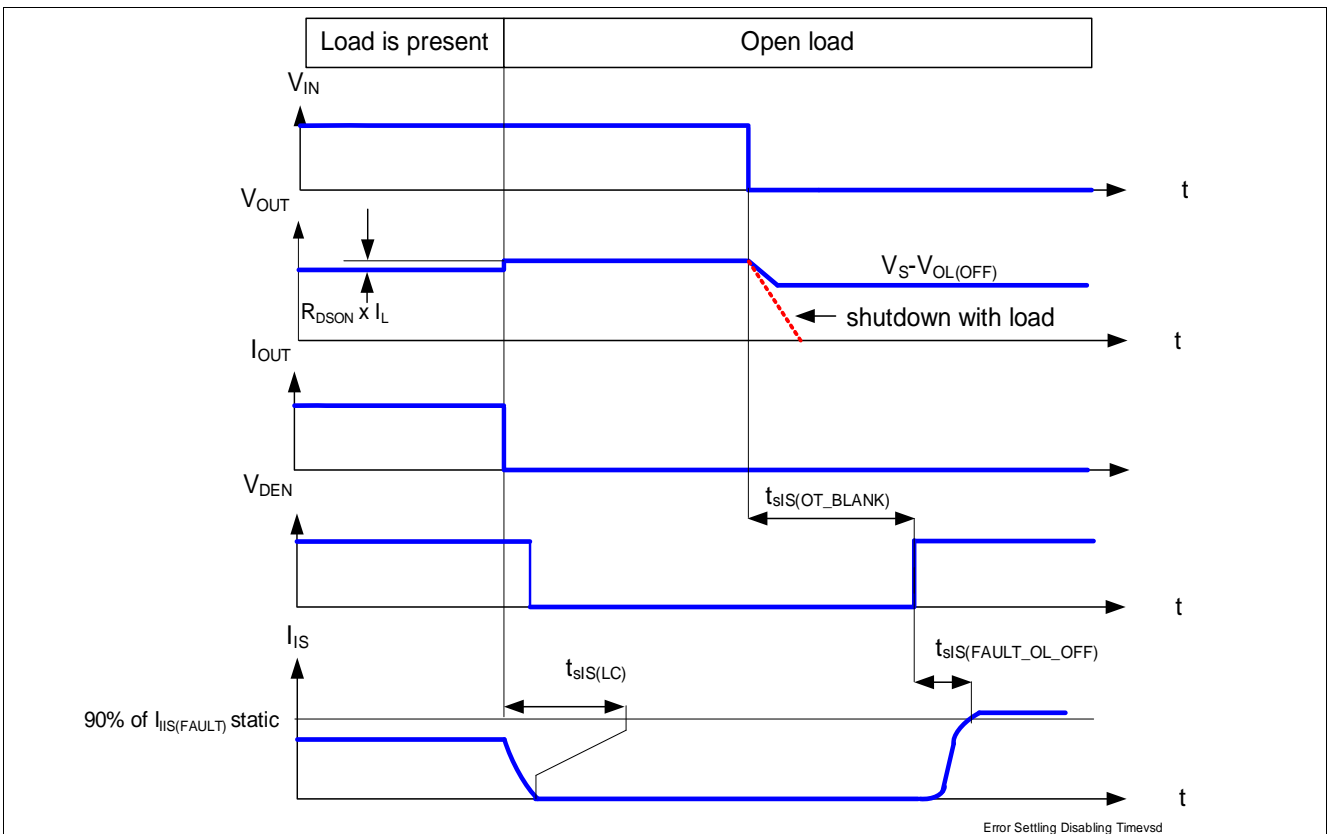 Load is present
Open load
VIN
t
VOUT
VS-VOL(OFF)
RDSON x IL
shutdown with load
t
IOUT
VDEN
tsIS(OT_BLANK)
t
IIS
tsIS(LC)
tsIS(FAULT_OL_OFF)
90% of IIIS(FAULT) static
t
Error Settling Disabling Timevsd